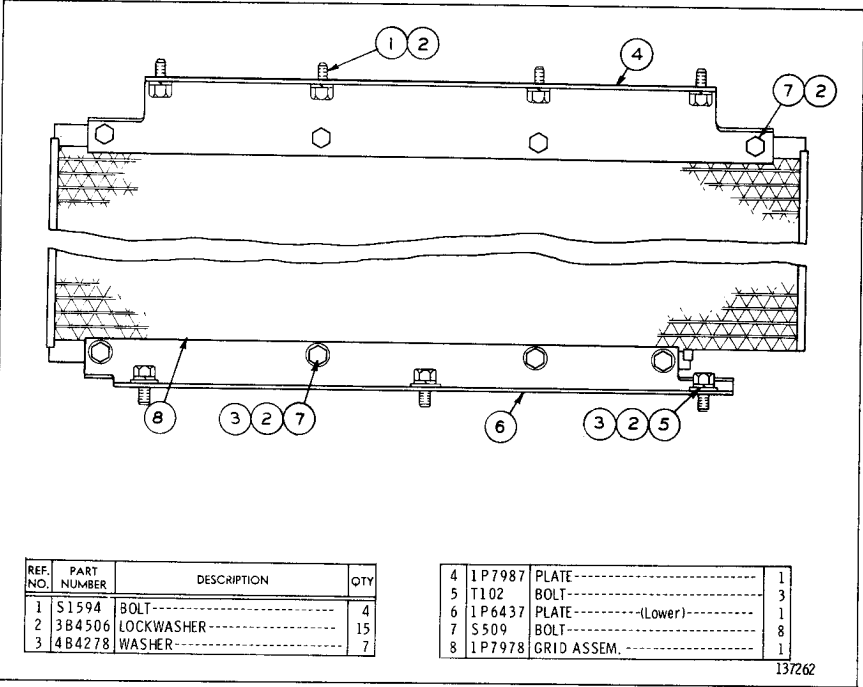 1 2
4
7 2
8
3 2 7
6
3 2 5
REF. NO. PART NUMBER DESCRIPTION QTY
1 S1594 BOLT 4
2 3B4506 LOCKWASHER 15
3 4B4278 WASHER 7
4 1P7987 PLATE 1
5 T102 BOLT 3
6 1P6437 PLATE (Lower) 1
7 S509 BOLT 8
8 1P7978 GRID ASSEM. 1
137262